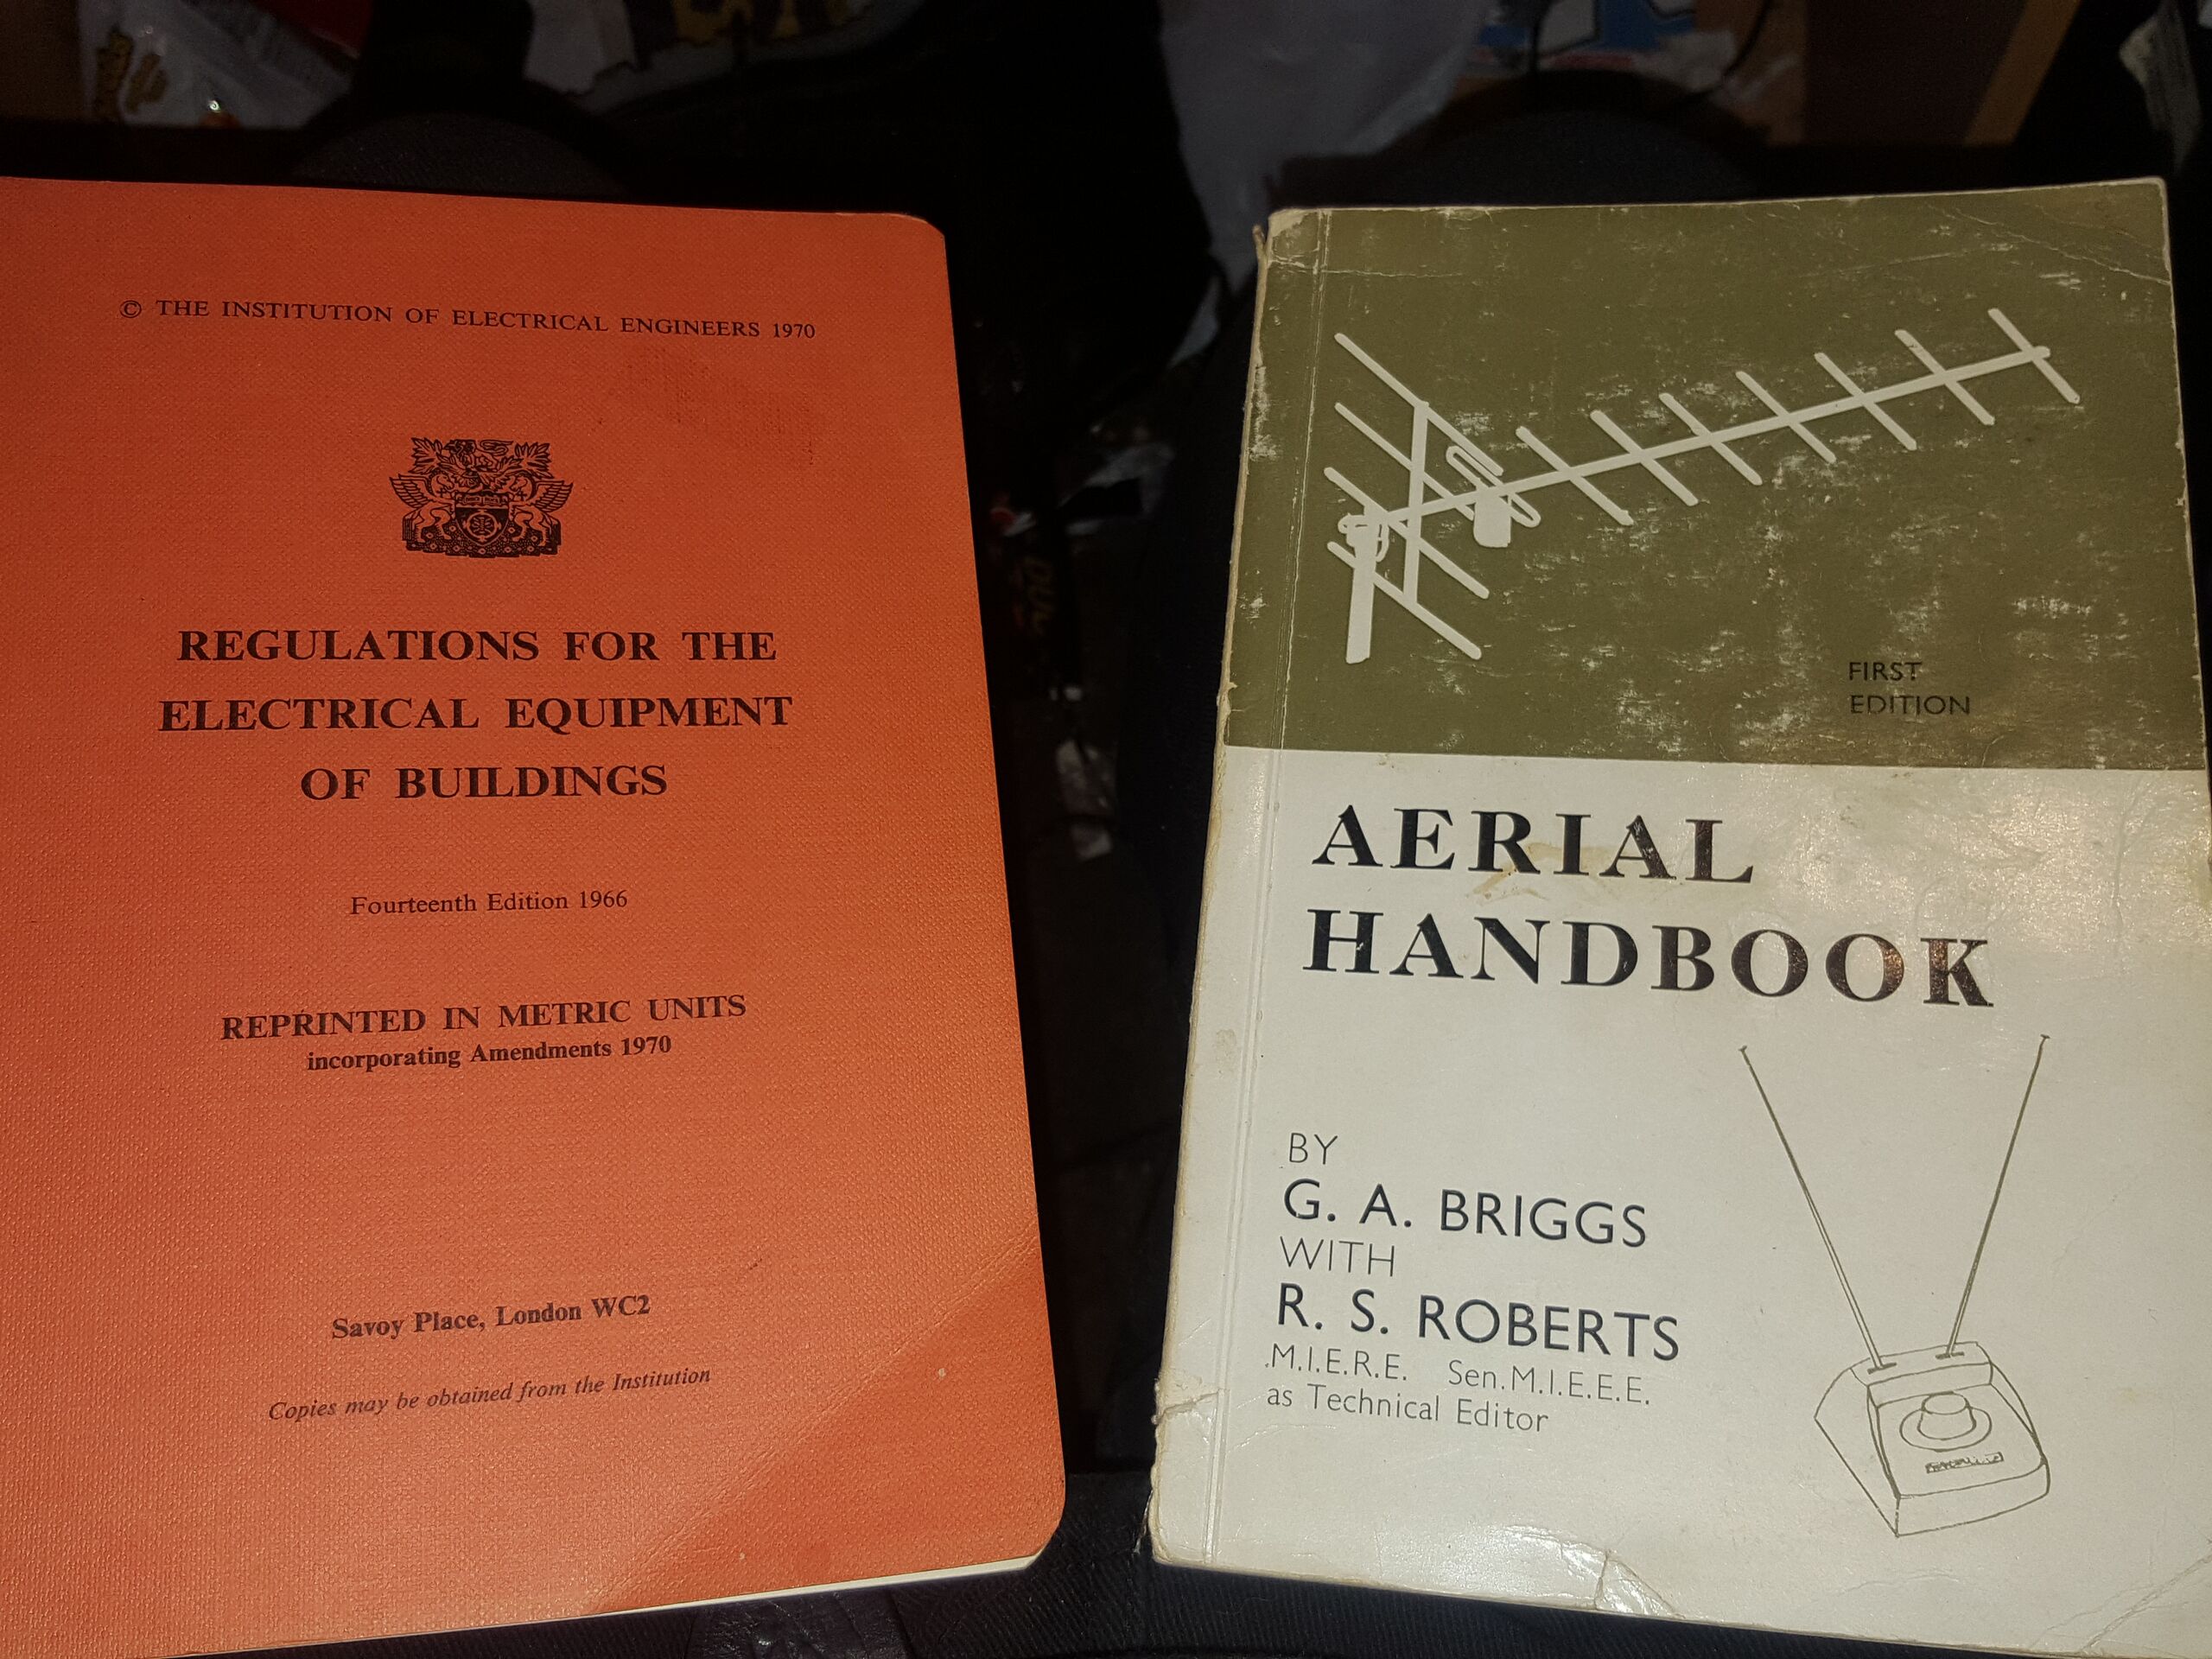 © THE INSTITUTION OF ELECTRICAL ENGINEERS 1970
REGULATIONS FOR THE
ELECTRICAL EQUIPMENT
OF BUILDINGS
Fourteenth Edition 1966
REPRINTED IN METRIC UNITS
incorporating Amendments 1970
Savoy Place, London WC2
Copies may be obtained from the Institution
FIRST
EDITION
AERIAL
HANDBOOK
BY
G. A. BRIGGS
WITH
R. S. ROBERTS
M.I.E.R.E. Sen.M.I.E.E.E.
as Technical Editor